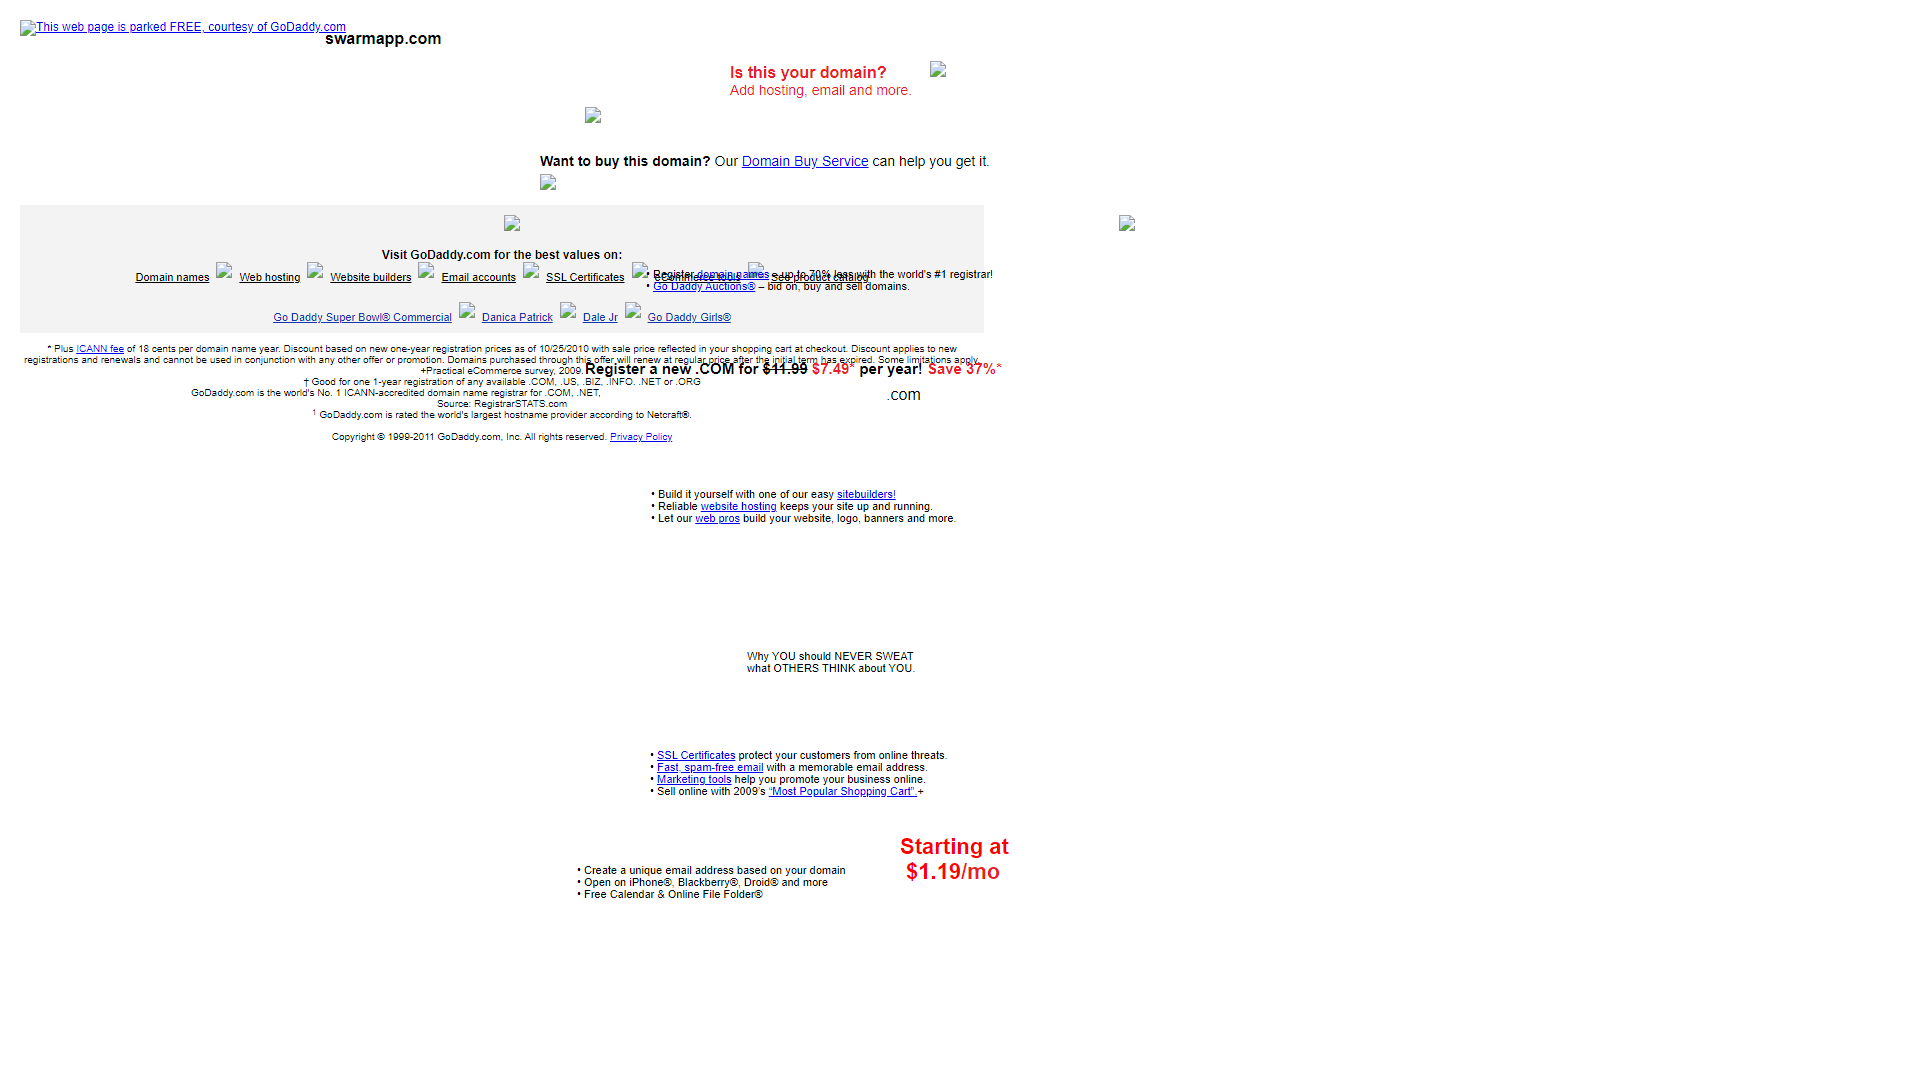 This web page is parked FREE, courtesy of GoDaddy.com
swarmapp.com
Is this your domain?
Add hosting, email and more.
Want to buy this domain? Our Domain Buy Service can help you get it.
Visit GoDaddy.com for the best values on:
Domain names Web hosting Website builders Email accounts SSL Certificates eCommerce tools See product catalog
• Register domain names – up to 70% less with the world's #1 registrar!
• Go Daddy Auctions® – bid on, buy and sell domains.
Go Daddy Super Bowl® Commercial Danica Patrick Dale Jr Go Daddy Girls®
* Plus ICANN fee of 18 cents per domain name year. Discount based on new one-year registration prices as of 10/25/2010 with sale price reflected in your shopping cart at checkout. Discount applies to new
registrations and renewals and cannot be used in conjunction with any other offer or promotion. Domains purchased through this offer will renew at regular price after the initial term has expired. Some limitations apply.
+Practical eCommerce survey, 2009.
Register a new .COM for $11.99 $7.49* per year! Save 37%*
† Good for one 1-year registration of any available .COM, .US, .BIZ, .INFO. .NET or .ORG
GoDaddy.com is the world's No. 1 ICANN-accredited domain name registrar for .COM, .NET,
.com
Source: RegistrarSTATS.com
1 GoDaddy.com is rated the world's largest hostname provider according to Netcraft®.
Copyright © 1999-2011 GoDaddy.com, Inc. All rights reserved. Privacy Policy
• Build it yourself with one of our easy sitebuilders!
• Reliable website hosting keeps your site up and running.
• Let our web pros build your website, logo, banners and more.
Why YOU should NEVER SWEAT
what OTHERS THINK about YOU.
• SSL Certificates protect your customers from online threats.
• Fast, spam-free email with a memorable email address.
• Marketing tools help you promote your business online.
• Sell online with 2009's “Most Popular Shopping Cart”.+
Starting at
$1.19/mo
• Create a unique email address based on your domain
• Open on iPhone®, Blackberry®, Droid® and more
• Free Calendar & Online File Folder®